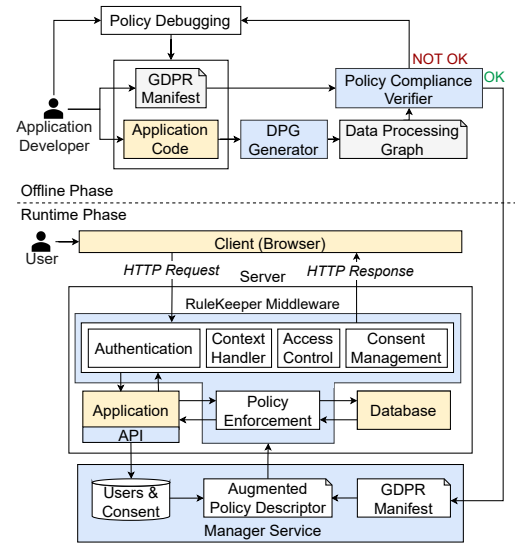 Policy Debugging
NOT OK
OK
GDPR
Manifest
Policy Compliance
Verifier
Application
Developer
Application
Code
DPG
Generator
Data Processing
Graph
Offline Phase
Runtime Phase
User
Client (Browser)
HTTP Request
HTTP Response
Server
RuleKeeper Middleware
Authentication
Context
Handler
Access
Control
Consent
Management
Application
API
Policy
Enforcement
Database
Users &
Consent
Augmented
Policy Descriptor
GDPR
Manifest
Manager Service